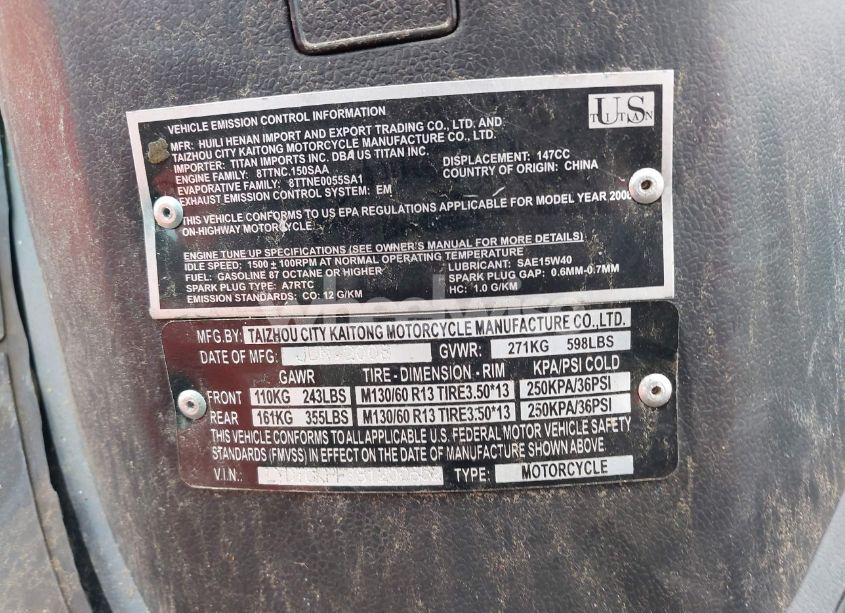 US
TITAN
VEHICLE EMISSION CONTROL INFORMATION
MFR: HUILI HENAN IMPORT AND EXPORT TRADING CO., LTD. AND
TAIZHOU CITY KAITONG MOTORCYCLE MANUFACTURE CO., LTD.
IMPORTER: TITAN IMPORTS INC. DBA US TITAN INC.
ENGINE FAMILY: 8TTNC.150SAA DISPLACEMENT: 147CC
EVAPORATIVE FAMILY: 8TTNE0055SA1 COUNTRY OF ORIGIN: CHINA
EXHAUST EMISSION CONTROL SYSTEM: EM
THIS VEHICLE CONFORMS TO US EPA REGULATIONS APPLICABLE FOR MODEL YEAR 2008
ON-HIGHWAY MOTORCYCLE.
ENGINE TUNE UP SPECIFICATIONS (SEE OWNER'S MANUAL FOR MORE DETAILS)
IDLE SPEED: 1500 ± 100RPM AT NORMAL OPERATING TEMPERATURE
FUEL: GASOLINE 87 OCTANE OR HIGHER LUBRICANT: SAE15W40
SPARK PLUG TYPE: A7RTC SPARK PLUG GAP: 0.6MM-0.7MM
EMISSION STANDARDS: CO: 12 G/KM HC: 1.0 G/KM
MFG.BY: TAIZHOU CITY KAITONG MOTORCYCLE MANUFACTURE CO.,LTD.
DATE OF MFG: GVWR: 271KG 598LBS
GAWR TIRE - DIMENSION - RIM KPA/PSI COLD
FRONT 110KG 243LBS M130/60 R13 TIRE3.50*13 250KPA/36PSI
REAR 161KG 355LBS M130/60 R13 TIRE3.50*13 250KPA/36PSI
THIS VEHICLE CONFORMS TO ALL APPLICABLE U.S. FEDERAL MOTOR VEHICLE SAFETY
STANDARDS (FMVSS) IN EFFECT ON THE DATE OF MANUFACTURE SHOWN ABOVE.
V.I.N.: TYPE: MOTORCYCLE